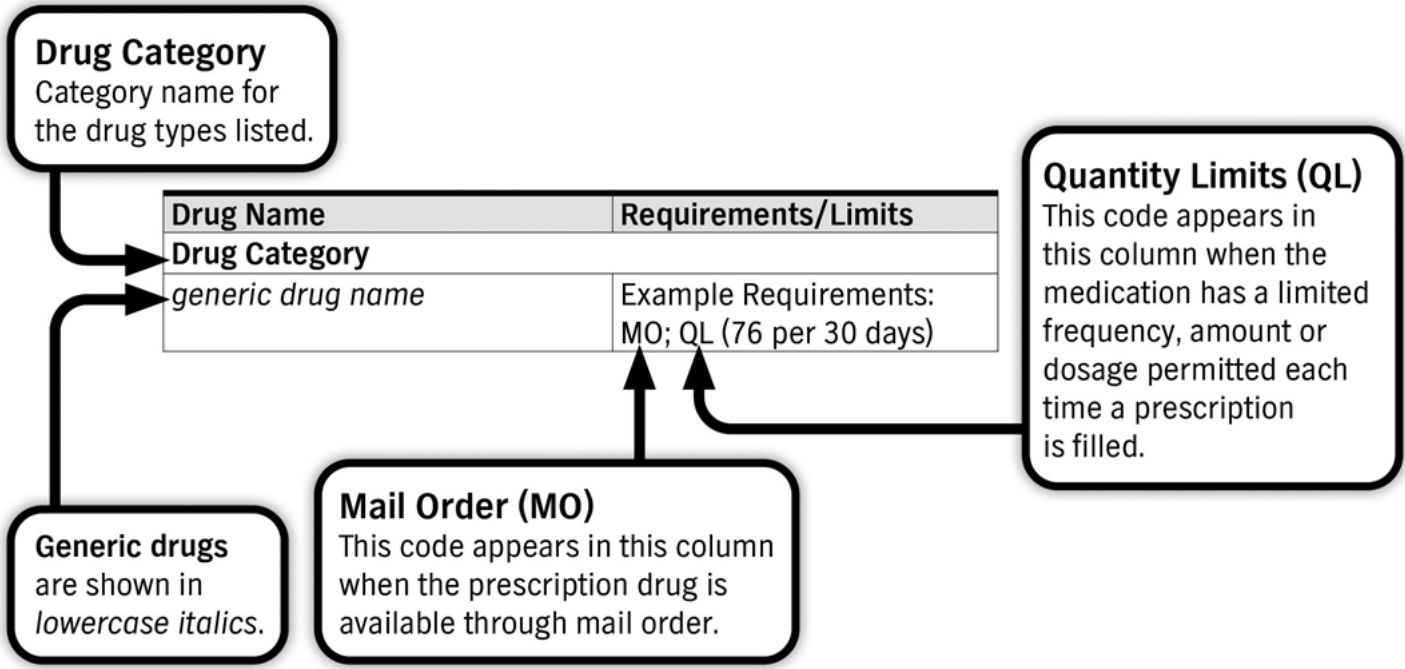 Drug Category
Category name for
the drug types listed.
Quantity Limits (QL)
This code appears in
this column when the
medication has a limited
frequency, amount or
dosage permitted each
time a prescription
is filled.
Drug Name Requirements/Limits
Drug Category
generic drug name Example Requirements:
MO; QL (76 per 30 days)
Generic drugs
are shown in
lowercase italics.
Mail Order (MO)
This code appears in this column
when the prescription drug is
available through mail order.